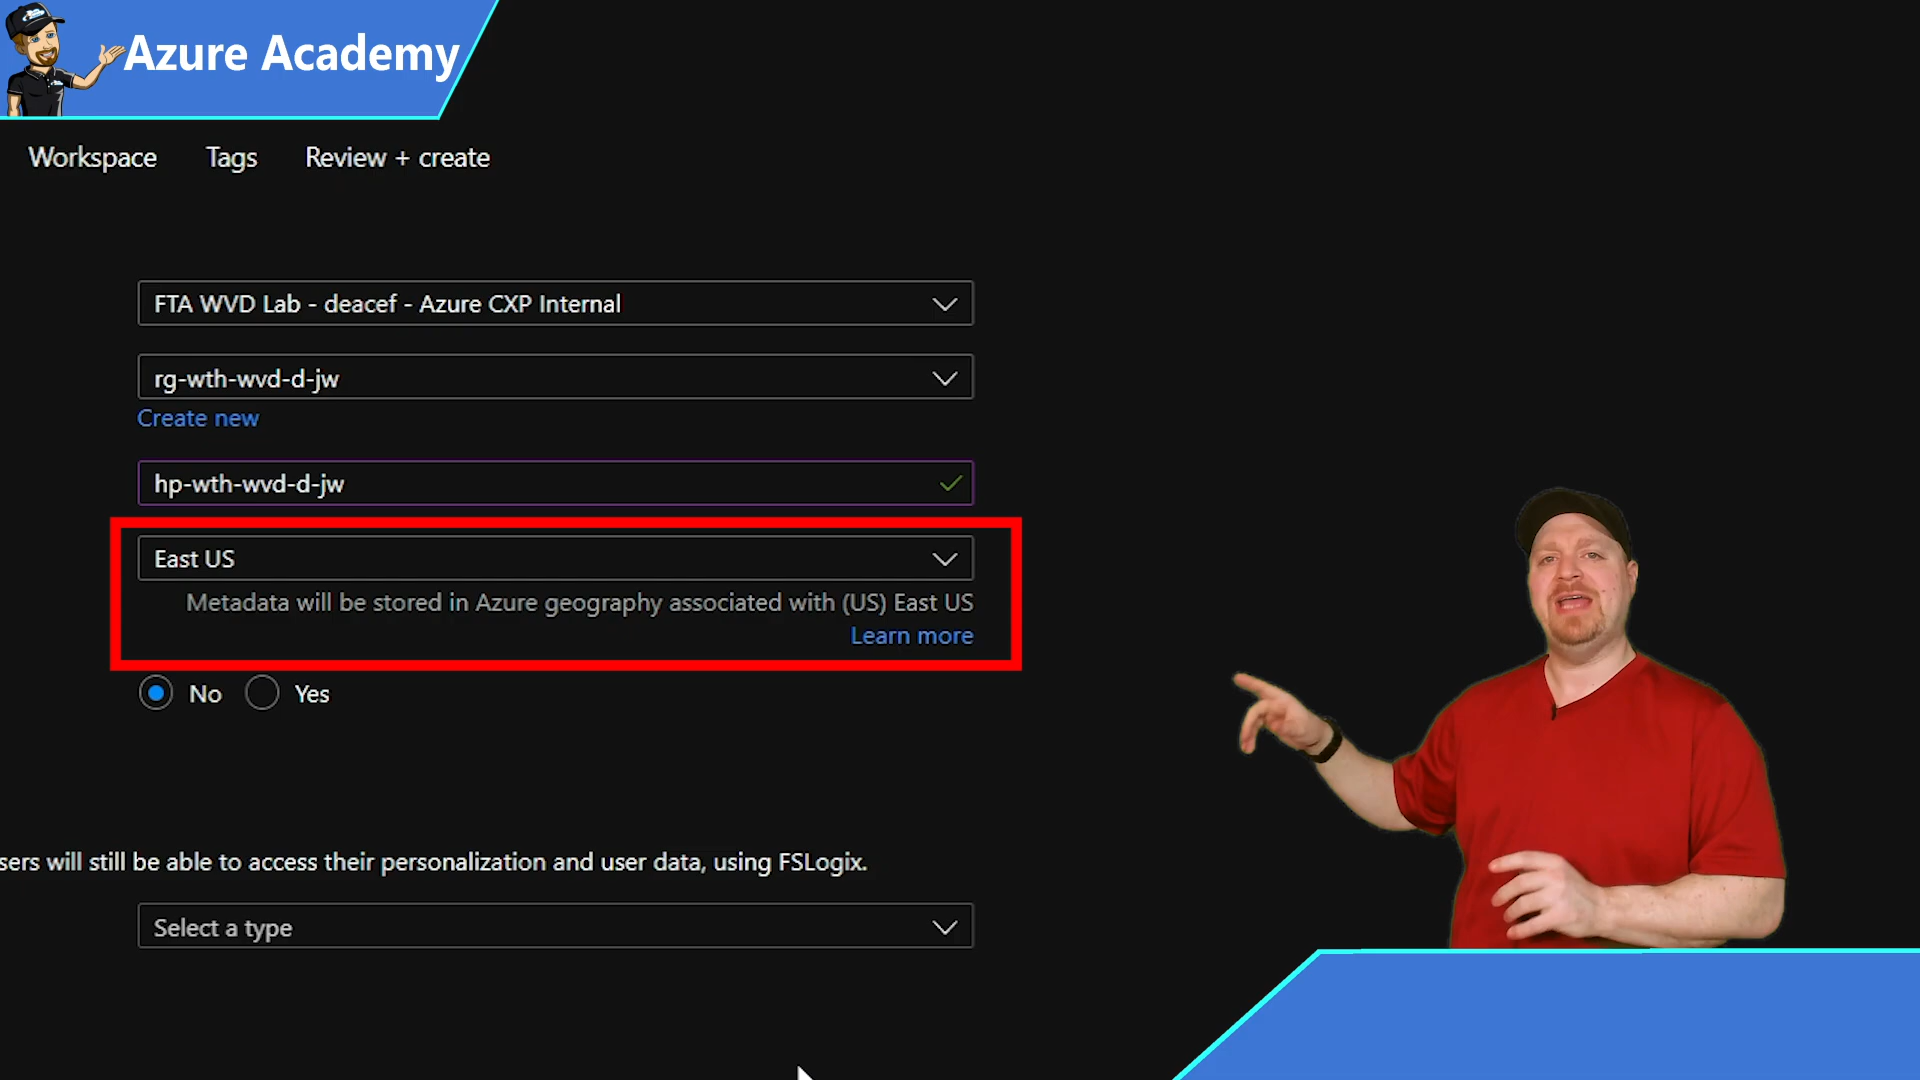 Azure Academy
Workspace Tags Review + create
FTA WVD Lab - deacef - Azure CXP Internal
rg-wth-wvd-d-jw
Create new
hp-wth-wvd-d-jw
East US
Metadata will be stored in Azure geography associated with (US) East US
Learn more
No Yes
sers will still be able to access their personalization and user data, using FSLogix.
Select a type